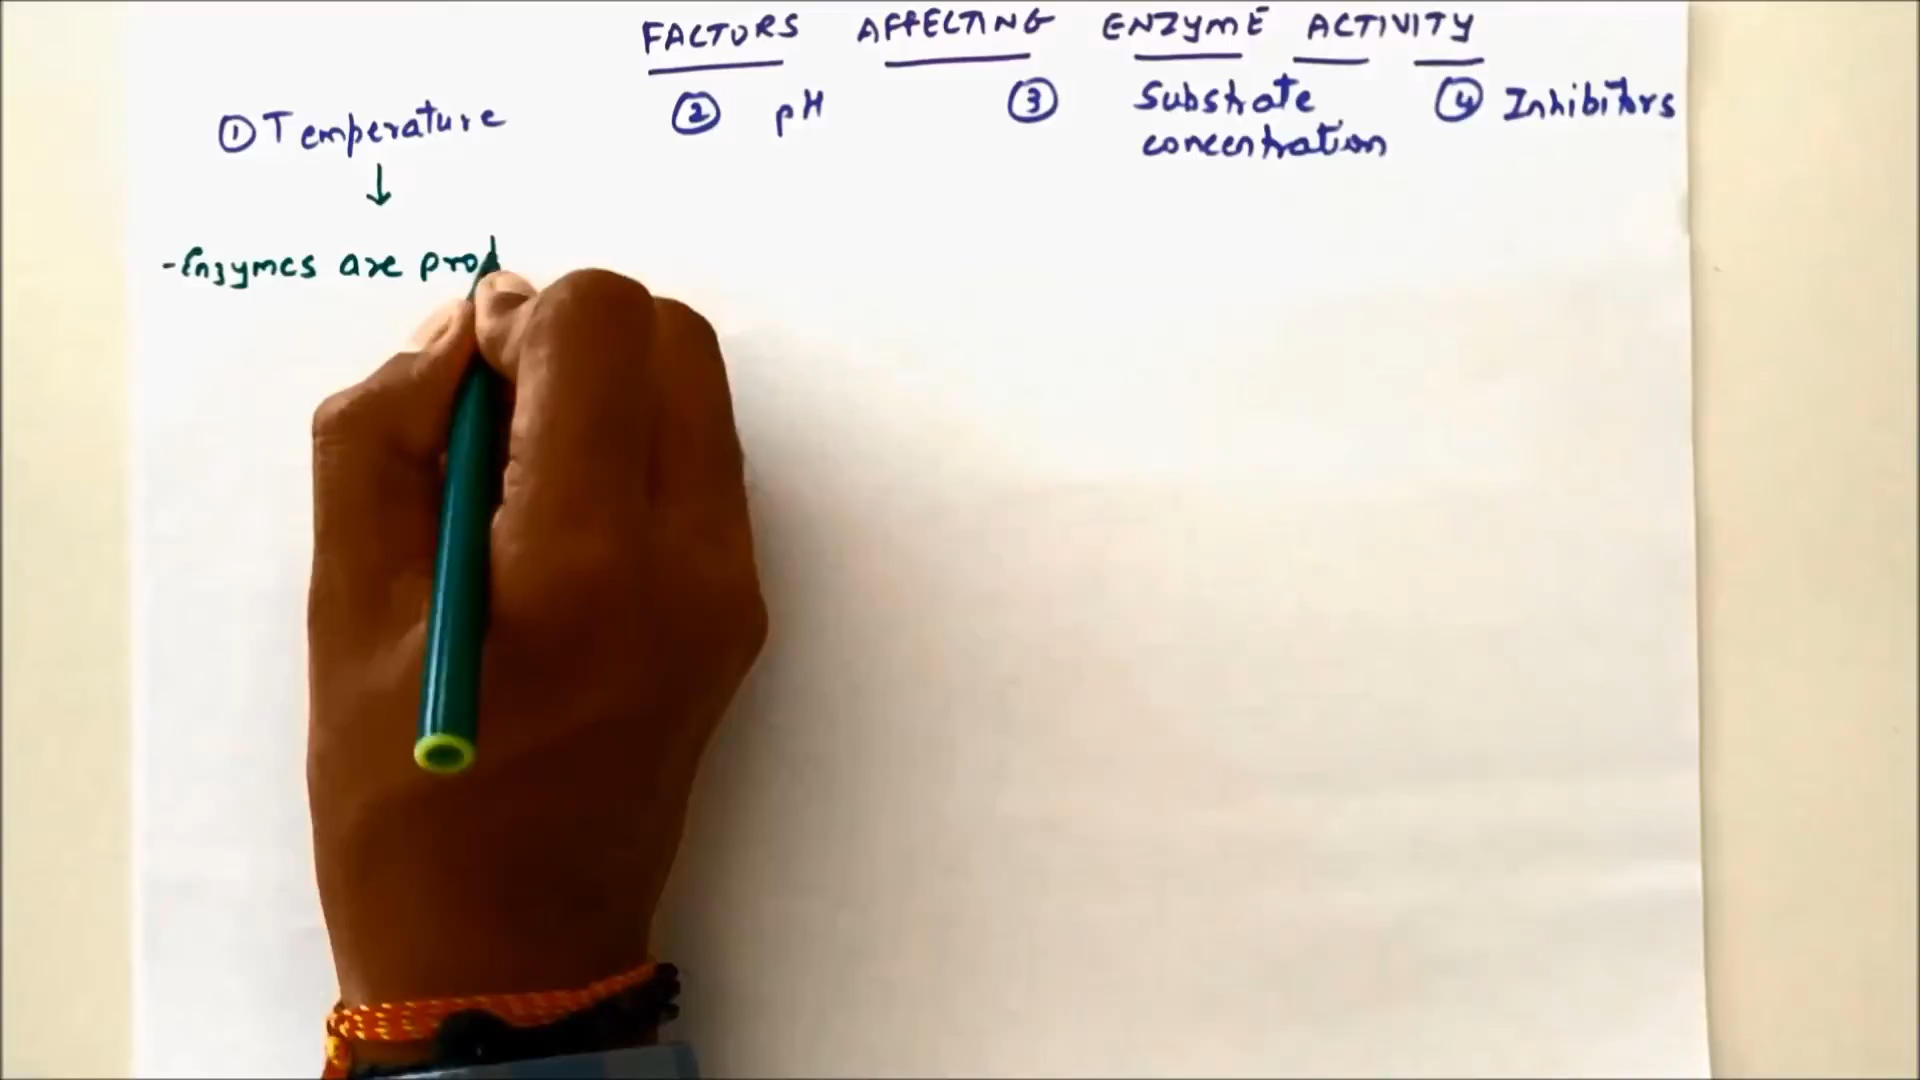 FACTORS AFFECTING ENZYME ACTIVITY
① Temperature ② pH ③ Substrate concentration ④ Inhibitors
↓
-Enzymes are pro